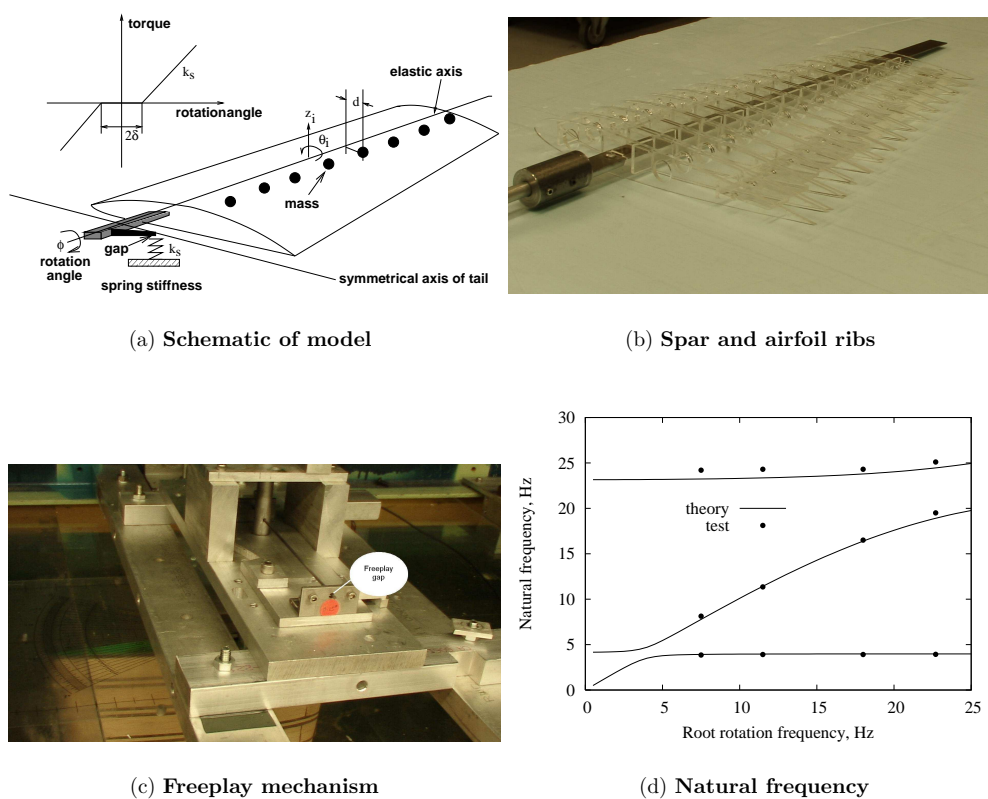 torque
k_s
rotationangle
2δ
elastic axis
d
z_i
θ_i
mass
ϕ
rotation
angle
gap
k_s
spring stiffness
symmetrical axis of tail
(a) Schematic of model
(b) Spar and airfoil ribs
Freeplay
gap
(c) Freeplay mechanism
30
25
20
15
10
5
0
Natural frequency, Hz
theory
test
0 5 10 15 20 25
Root rotation frequency, Hz
(d) Natural frequency